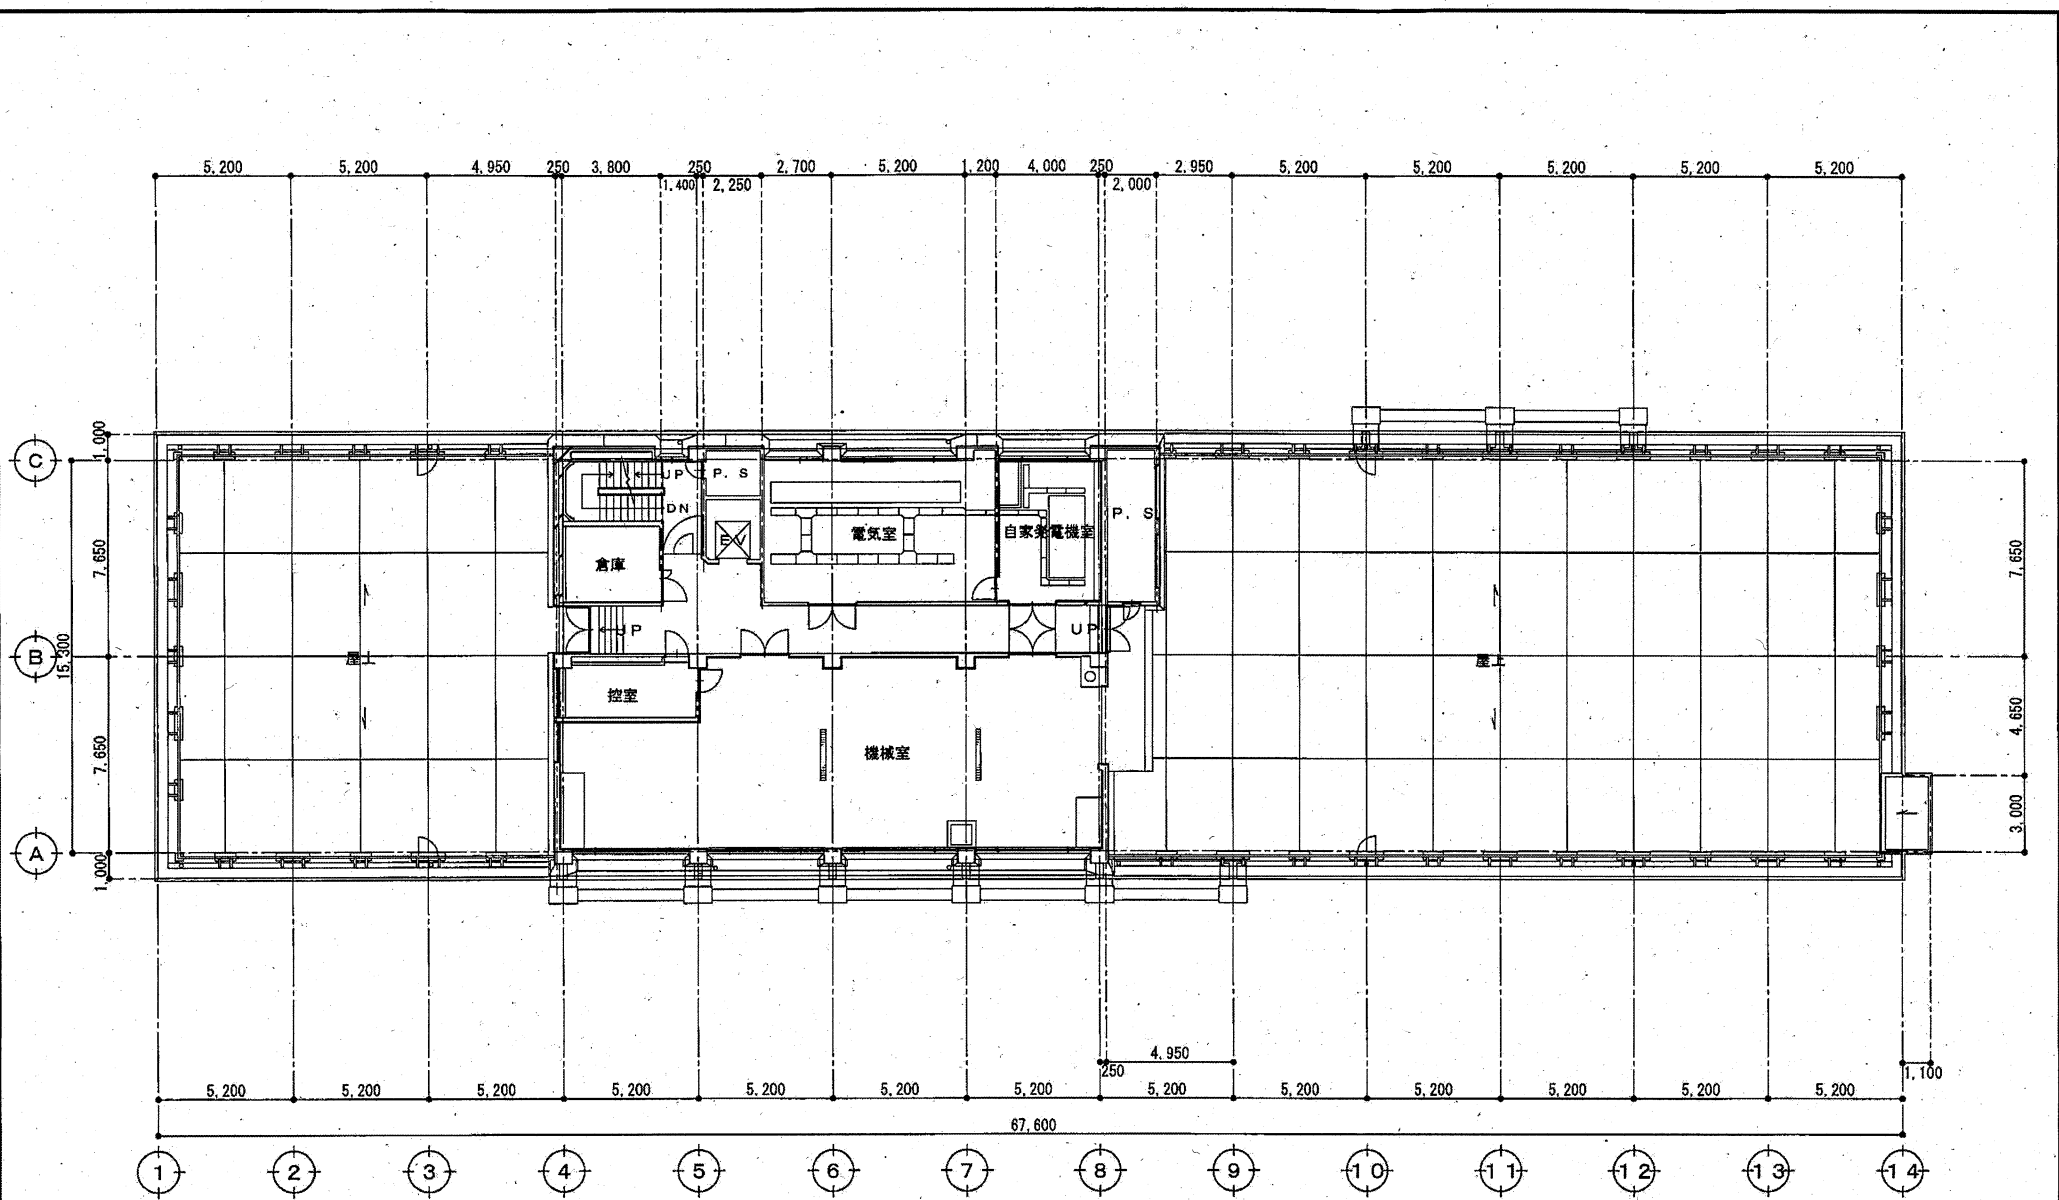 5,200 5,200 4,950 250 3,800 250 2,700 5,200 1,200 4,000 250 2,950 5,200 5,200 5,200 5,200 5,200
1,400 2,250 2,000
1,000
C
UP P. S
DN P. S
電気室 自家発電機室
EV
7,650 倉庫 7,650
UP UP
B 15,300 屋上 屋上
控室
4,650
7,650 機械室
3,000
A
1,000
4,950
250 1,100
5,200 5,200 5,200 5,200 5,200 5,200 5,200 5,200 5,200 5,200 5,200 5,200 5,200
67,600
1 2 3 4 5 6 7 8 9 10 11 12 13 14